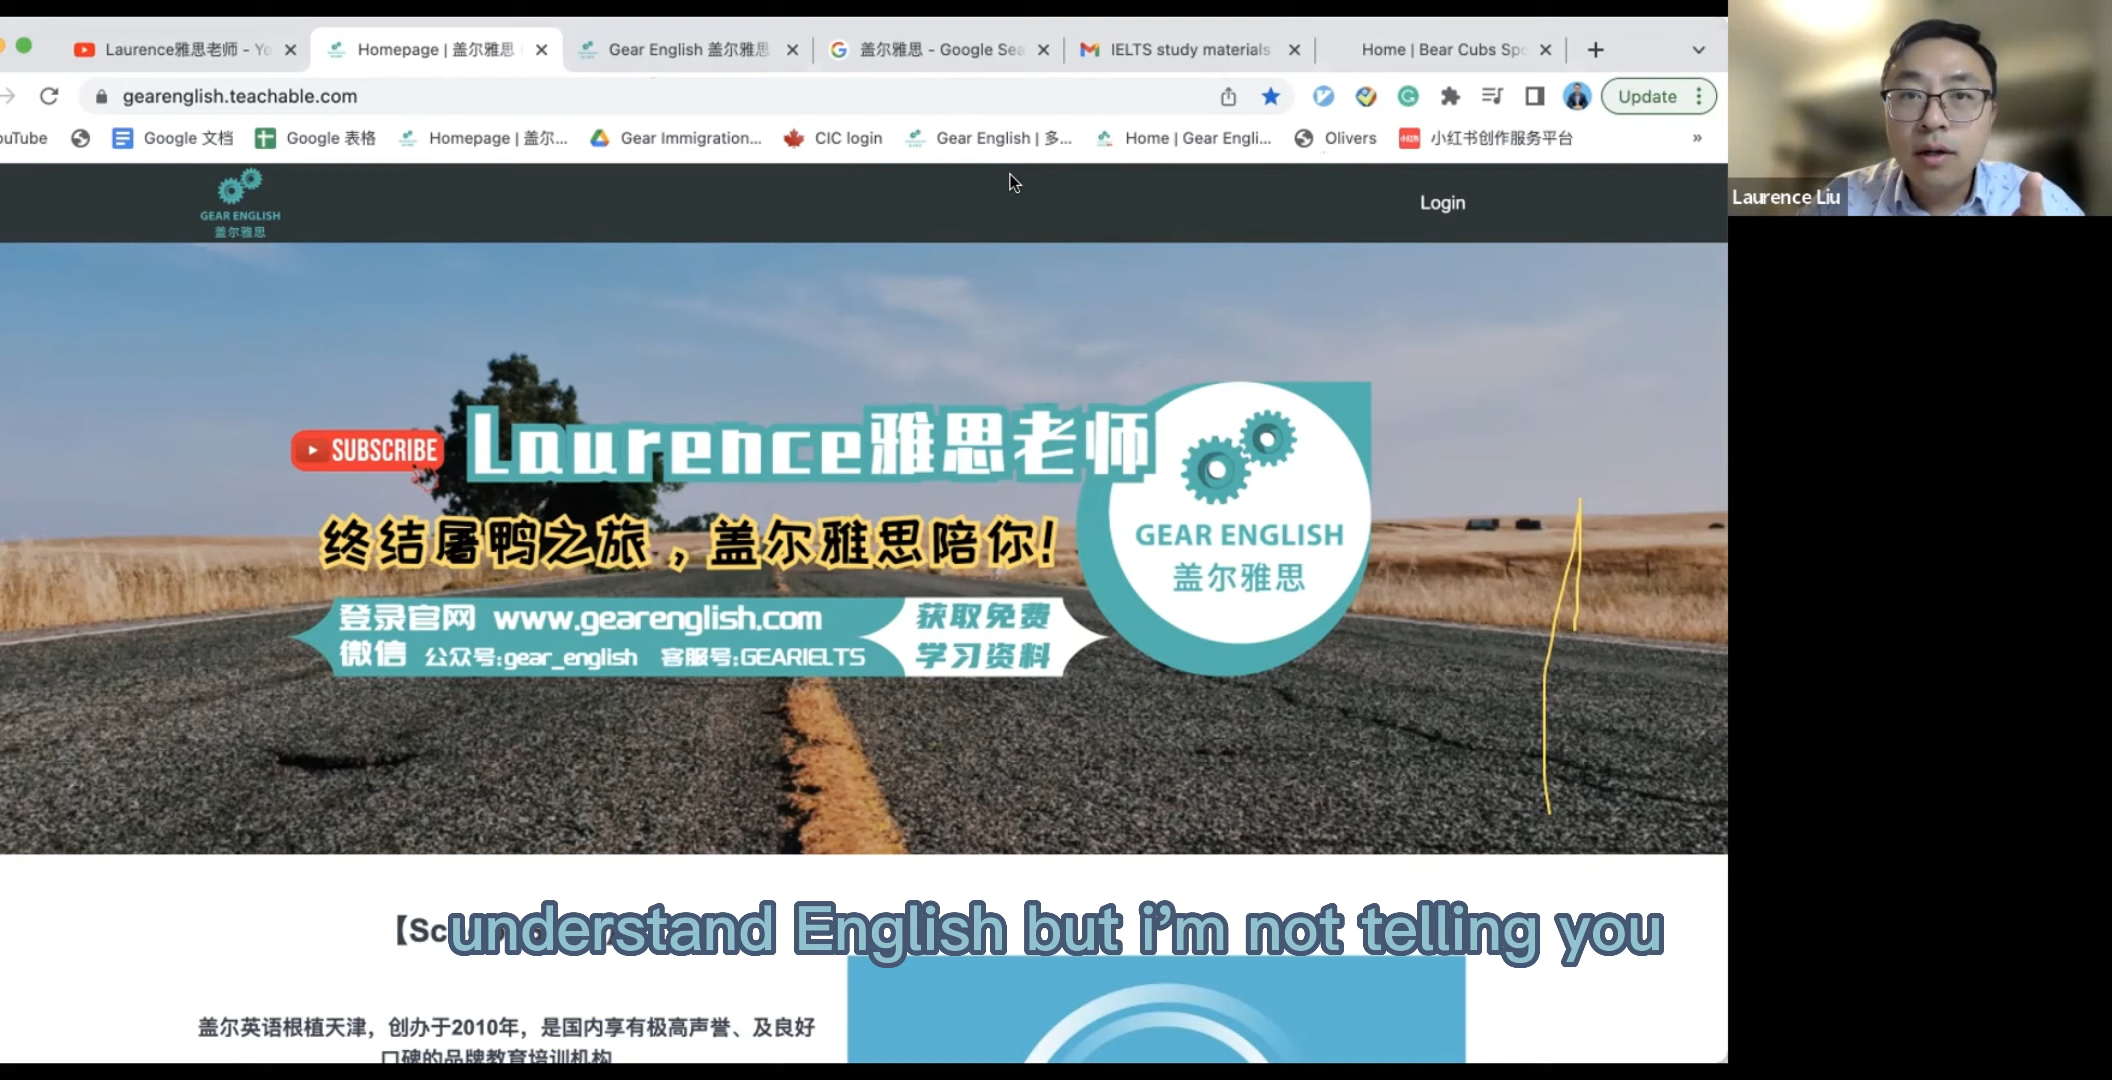 Laurence雅思老师 - Yo
Homepage | 盖尔雅思
Gear English 盖尔雅思
盖尔雅思 - Google Sea
IELTS study materials
Home | Bear Cubs Spo
gearenglish.teachable.com
Update
ouTube
Google 文档
Google 表格
Homepage | 盖尔...
Gear Immigration...
CIC login
Gear English | 多...
Home | Gear Engli...
Olivers
小红书创作服务平台
»
GEAR ENGLISH
盖尔雅思
Login
Laurence Liu
SUBSCRIBE
Laurence雅思老师
终结屠鸭之旅，盖尔雅思陪你!
登录官网 www.gearenglish.com
微信 公众号:gear_english 客服号:GEARIELTS
获取免费
学习资料
GEAR ENGLISH
盖尔雅思
【Sc
understand English but i'm not telling you
盖尔英语根植天津，创办于2010年，是国内享有极高声誉、及良好
口碑的品牌教育培训机构